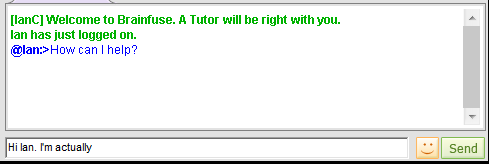 [IanC] Welcome to Brainfuse. A Tutor will be right with you.
Ian has just logged on.
@Ian:>How can I help?
Hi Ian. I'm actually
Send